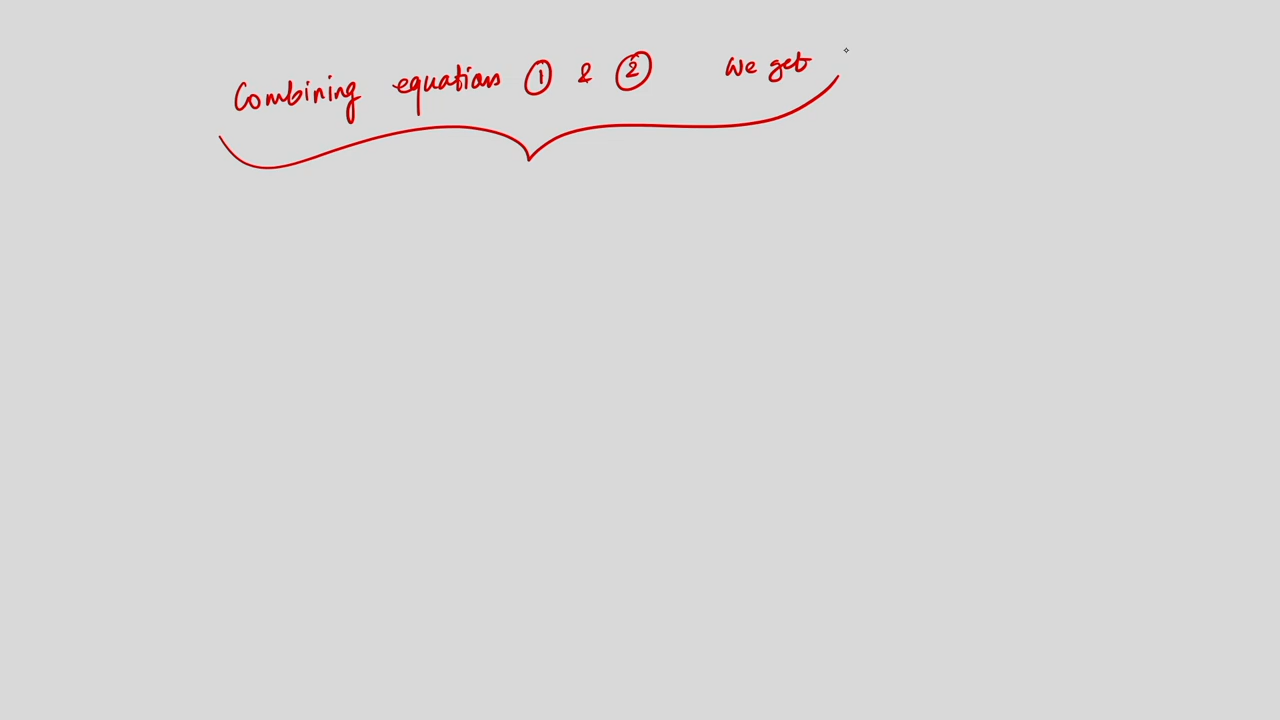 Combining equations ① & ② We get